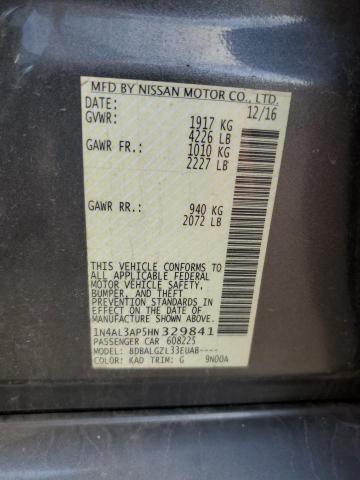 MFD BY NISSAN MOTOR CO., LTD.
DATE: 12/16
GVWR: 1917 KG
4226 LB
GAWR FR.: 1010 KG
2227 LB
GAWR RR.: 940 KG
2072 LB
THIS VEHICLE CONFORMS TO
ALL APPLICABLE FEDERAL
MOTOR VEHICLE SAFETY,
BUMPER, AND THEFT
PREVENTION STANDARDS IN
EFFECT ON THE DATE OF
MANUFACTURE SHOWN ABOVE.
1N4AL3AP5HN329841
PASSENGER CAR 608225
MODEL: BDBALGZL33EUAB----
COLOR: KAD TRIM: G 9N00A